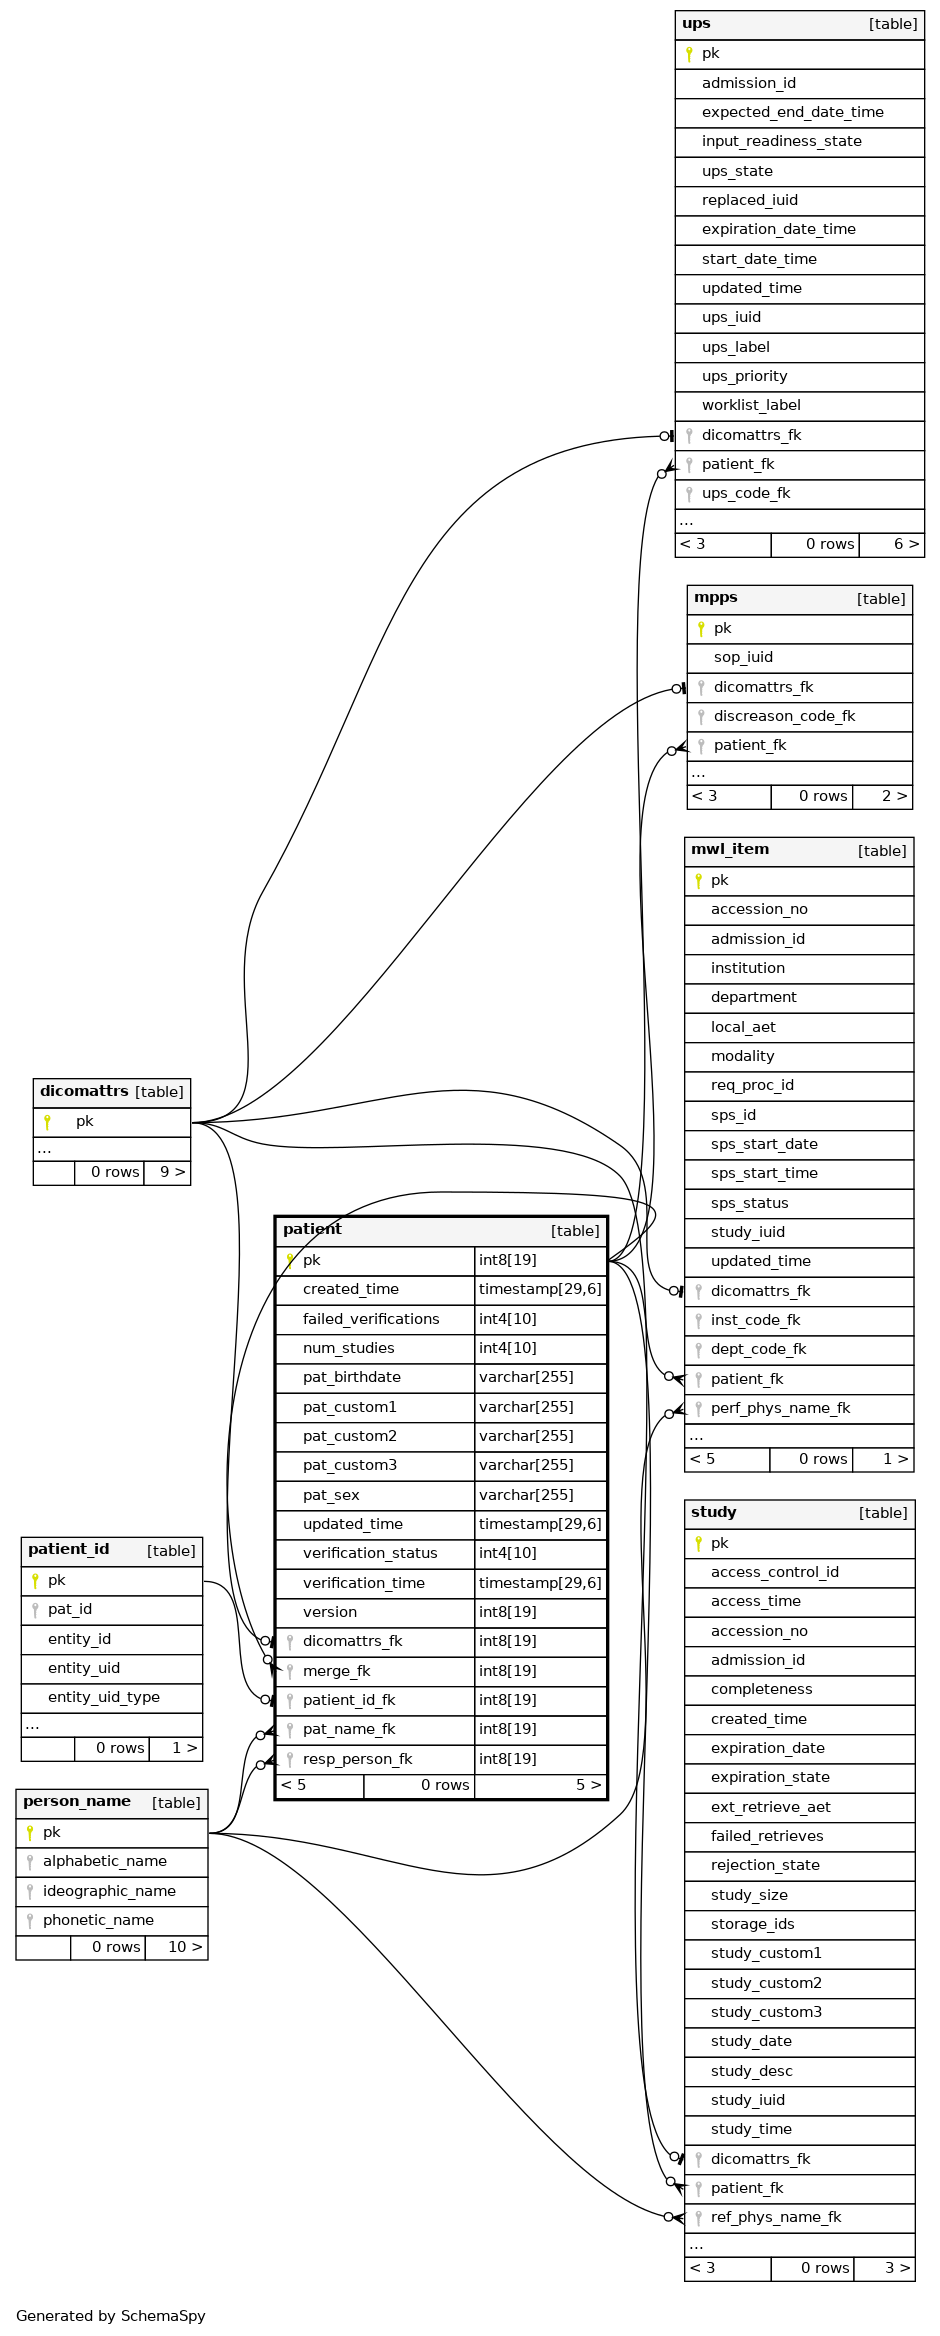 ups [table]
pk
admission_id
expected_end_date_time
input_readiness_state
ups_state
replaced_iuid
expiration_date_time
start_date_time
updated_time
ups_iuid
ups_label
ups_priority
worklist_label
dicomattrs_fk
patient_fk
ups_code_fk
...
< 3 0 rows 6 >
mpps [table]
pk
sop_iuid
dicomattrs_fk
discreason_code_fk
patient_fk
...
< 3 0 rows 2 >
mwl_item [table]
pk
accession_no
admission_id
institution
department
local_aet
modality
req_proc_id
sps_id
sps_start_date
sps_start_time
sps_status
study_iuid
updated_time
dicomattrs_fk
inst_code_fk
dept_code_fk
patient_fk
perf_phys_name_fk
...
< 5 0 rows 1 >
dicomattrs [table]
pk
...
0 rows 9 >
patient [table]
pk int8[19]
created_time timestamp[29,6]
failed_verifications int4[10]
num_studies int4[10]
pat_birthdate varchar[255]
pat_custom1 varchar[255]
pat_custom2 varchar[255]
pat_custom3 varchar[255]
pat_sex varchar[255]
updated_time timestamp[29,6]
verification_status int4[10]
verification_time timestamp[29,6]
version int8[19]
dicomattrs_fk int8[19]
merge_fk int8[19]
patient_id_fk int8[19]
pat_name_fk int8[19]
resp_person_fk int8[19]
< 5 0 rows 5 >
patient_id [table]
pk
pat_id
entity_id
entity_uid
entity_uid_type
...
0 rows 1 >
person_name [table]
pk
alphabetic_name
ideographic_name
phonetic_name
0 rows 10 >
study [table]
pk
access_control_id
access_time
accession_no
admission_id
completeness
created_time
expiration_date
expiration_state
ext_retrieve_aet
failed_retrieves
rejection_state
study_size
storage_ids
study_custom1
study_custom2
study_custom3
study_date
study_desc
study_iuid
study_time
dicomattrs_fk
patient_fk
ref_phys_name_fk
...
< 3 0 rows 3 >
Generated by SchemaSpy